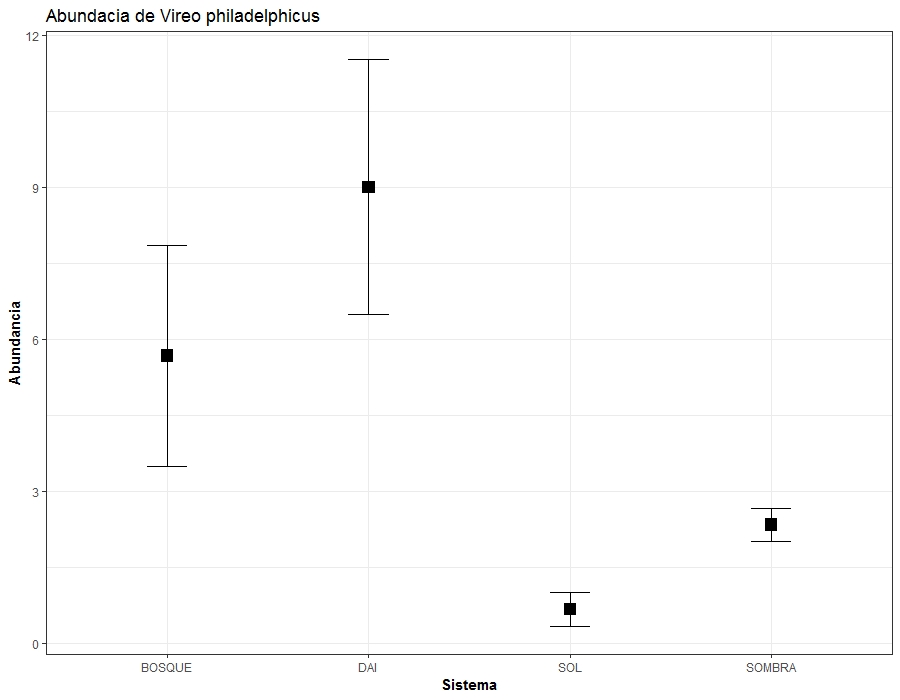 Abundacia de Vireo philadelphicus
12
9
6
3
0
Abundancia
BOSQUE DAI SOL SOMBRA
Sistema